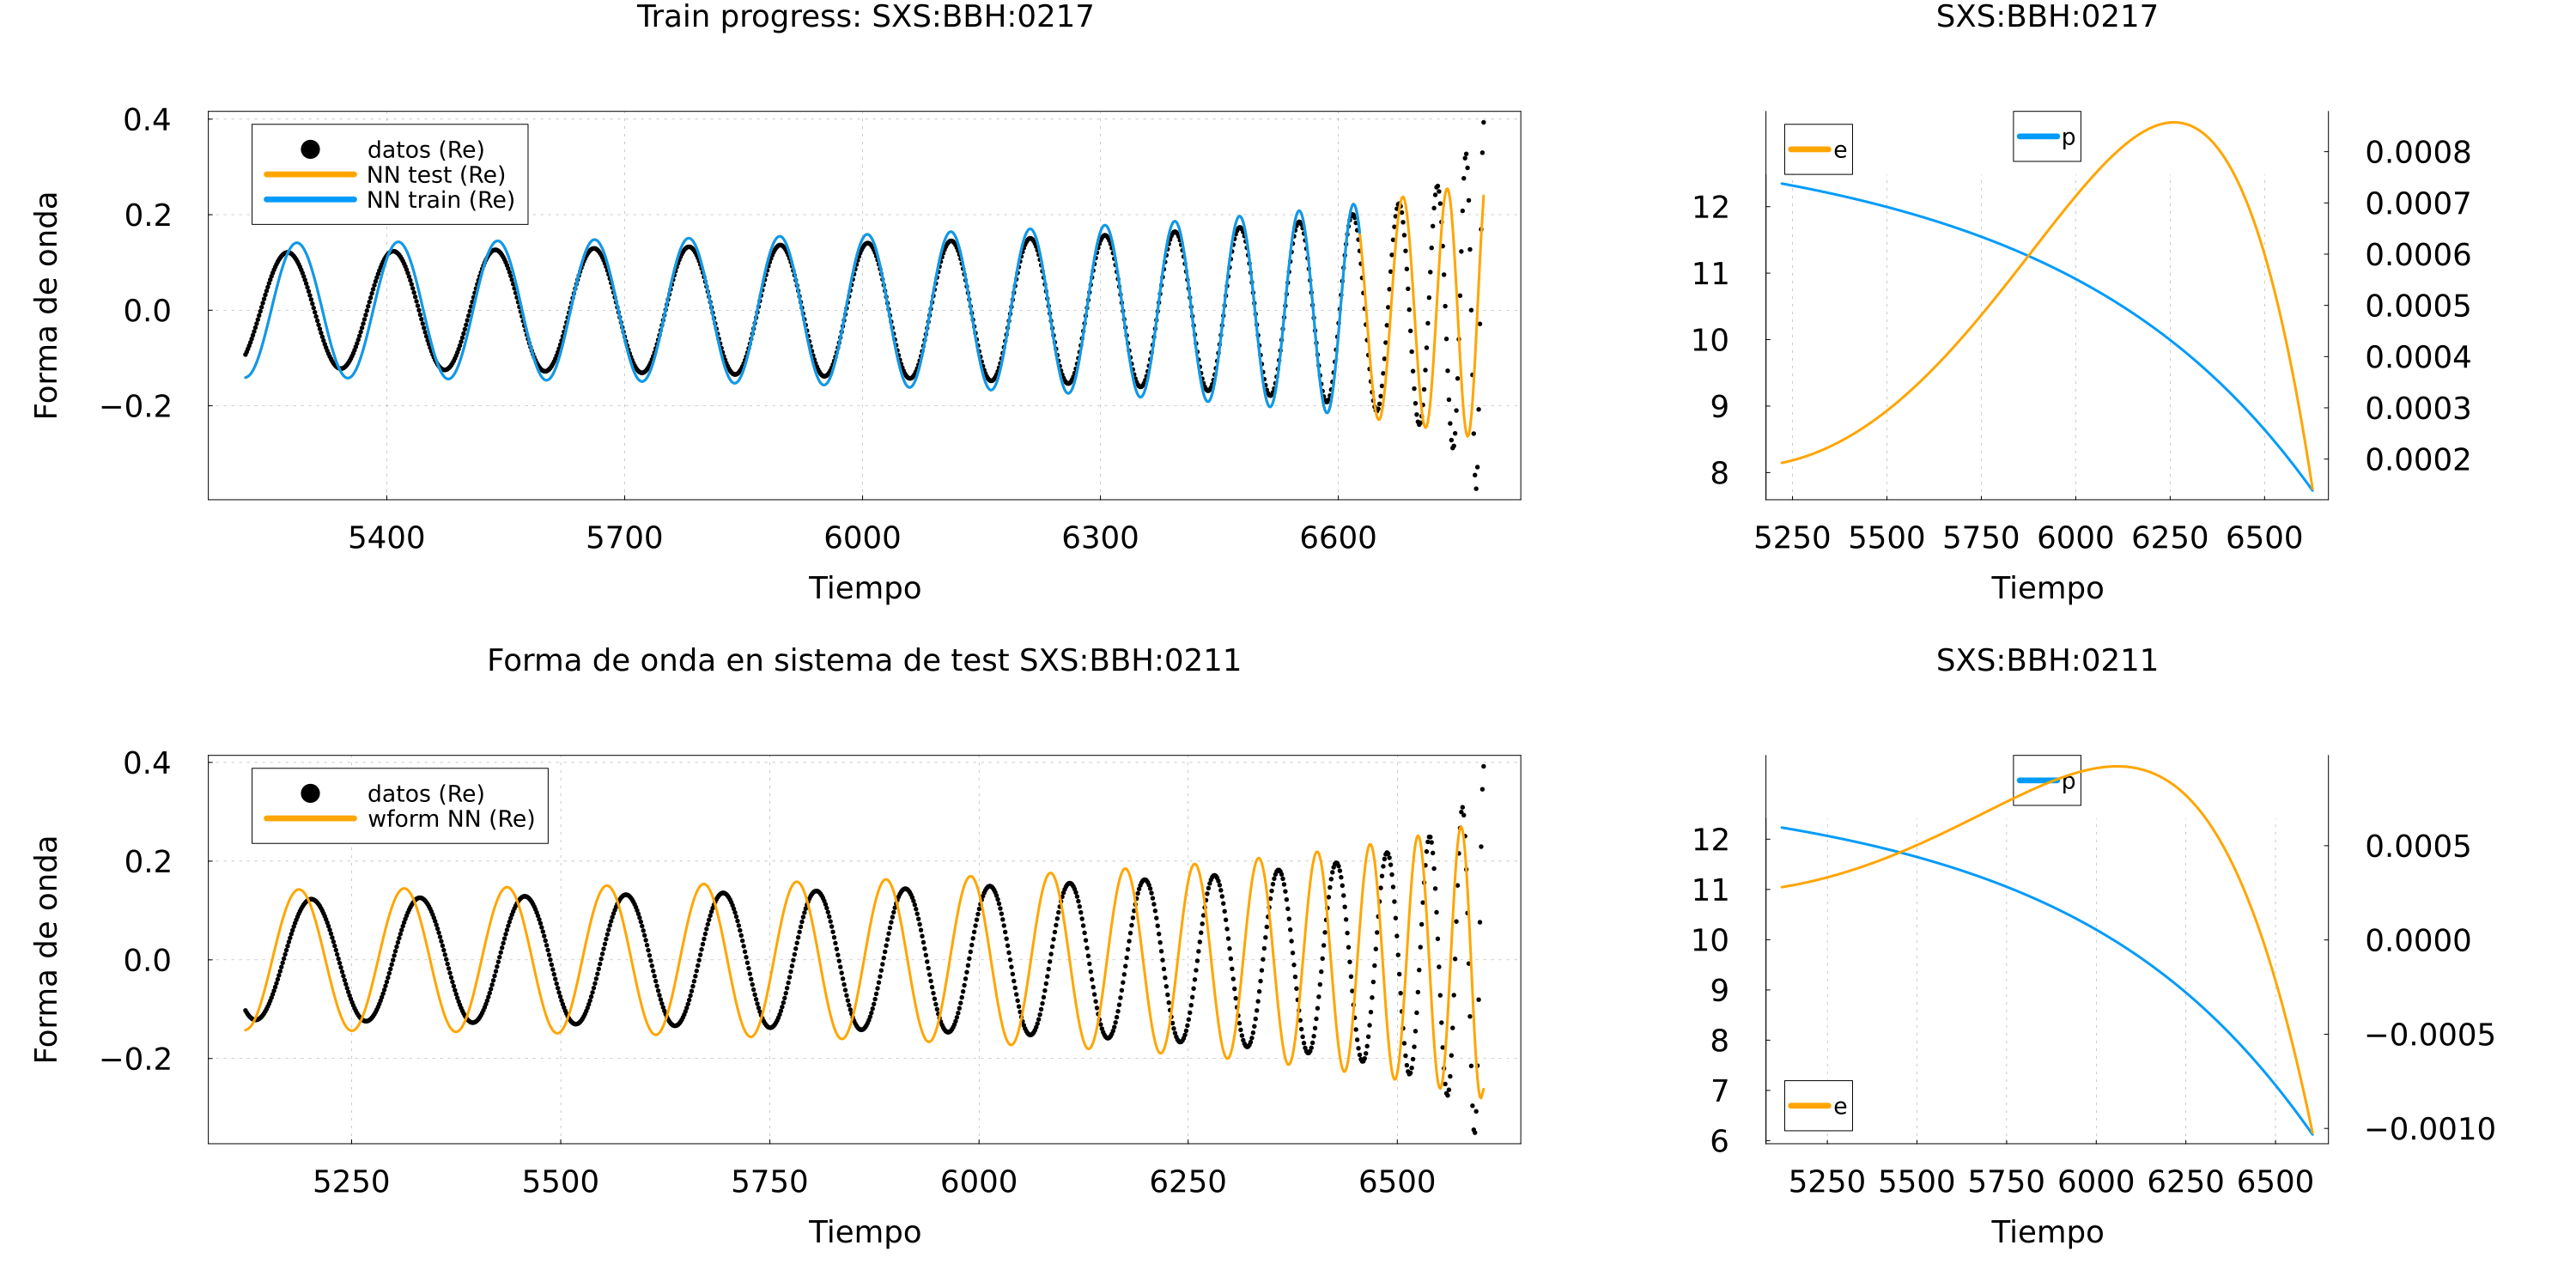 Train progress: SXS:BBH:0217
0.4
0.2
0.0
−0.2
Forma de onda
datos (Re)
NN test (Re)
NN train (Re)
5400 5700 6000 6300 6600
Tiempo
SXS:BBH:0217
e
p
12
11
10
9
8
0.0008
0.0007
0.0006
0.0005
0.0004
0.0003
0.0002
5250 5500 5750 6000 6250 6500
Tiempo
Forma de onda en sistema de test SXS:BBH:0211
0.4
0.2
0.0
−0.2
Forma de onda
datos (Re)
wform NN (Re)
5250 5500 5750 6000 6250 6500
Tiempo
SXS:BBH:0211
p
e
12
11
10
9
8
7
6
0.0005
0.0000
−0.0005
−0.0010
5250 5500 5750 6000 6250 6500
Tiempo